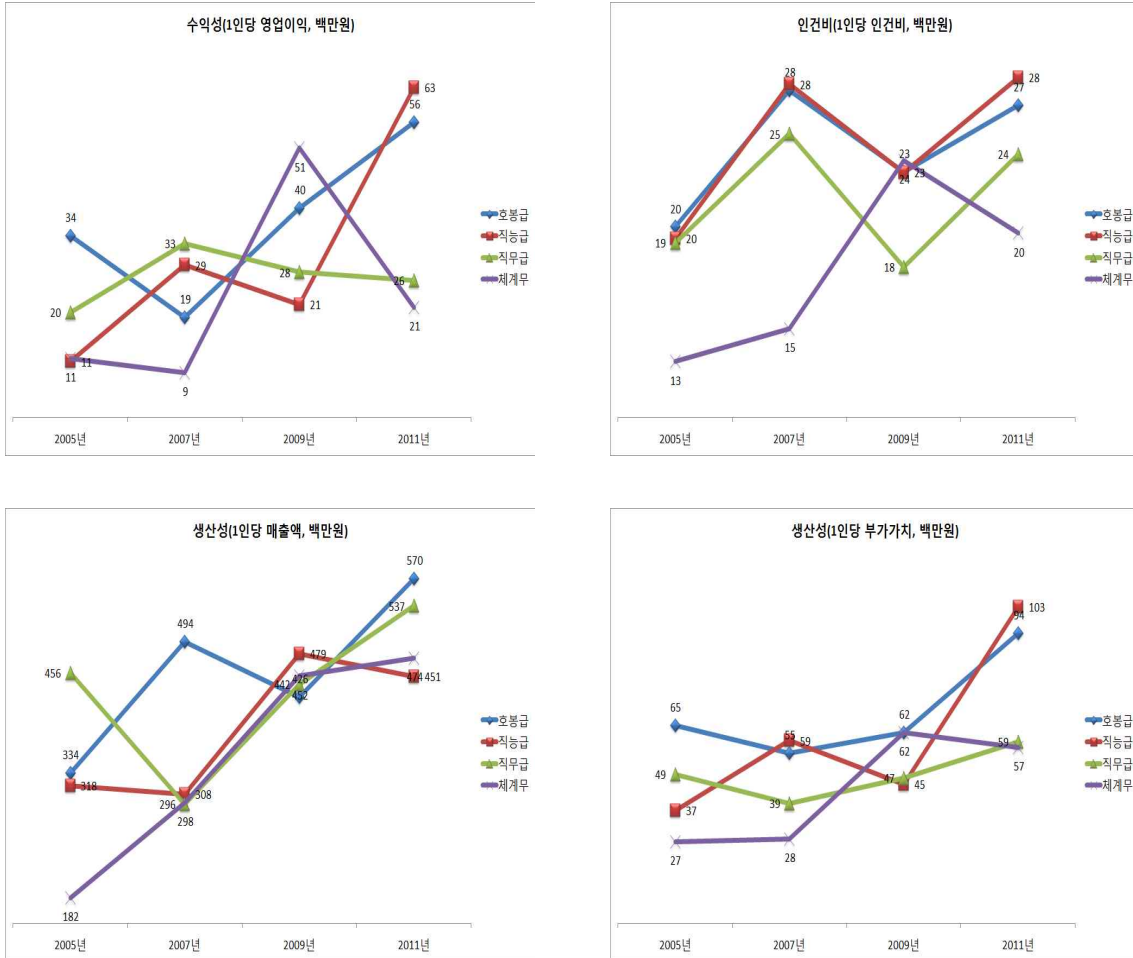 수익성(1인당 영업이익, 백만원)
63
56
51
40
34
33
29
28
26
20
19
21
21
11
11
9
호봉급
직능급
직무급
체계무
2005년 2007년 2009년 2011년
인건비(1인당 인건비, 백만원)
28
28
28
27
25
24
23
23
24
20
19
20
20
18
15
13
호봉급
직능급
직무급
체계무
2005년 2007년 2009년 2011년
생산성(1인당 매출액, 백만원)
570
537
494
479
456
474
451
442
426
452
334
318
308
296
298
182
호봉급
직능급
직무급
체계무
2005년 2007년 2009년 2011년
생산성(1인당 부가가치, 백만원)
103
94
65
62
55
59
59
57
62
49
47
45
39
37
27
28
호봉급
직능급
직무급
체계무
2005년 2007년 2009년 2011년